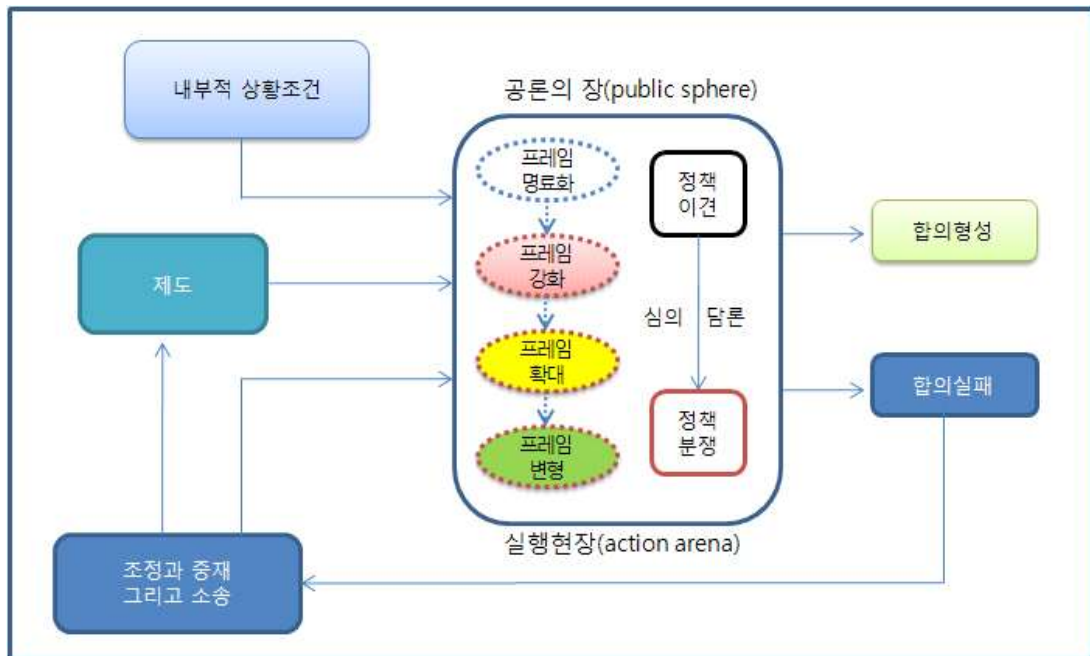 내부적 상황조건
공론의 장(public sphere)
프레임
명료화
정책
이견
합의형성
프레임
강화
제도
심의 담론
프레임
확대
합의실패
정책
분쟁
프레임
변형
실행현장(action arena)
조정과 중재
그리고 소송